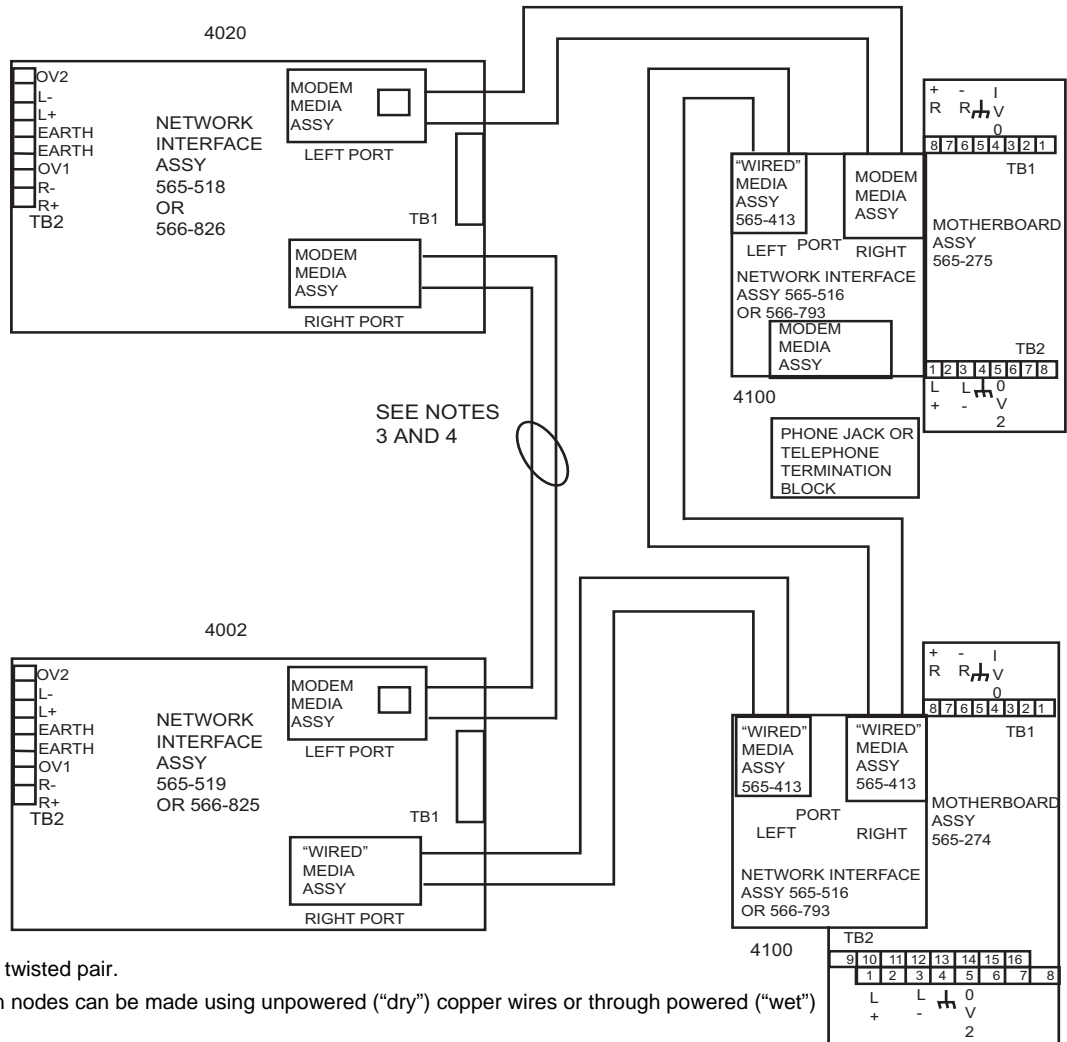 4020
OV2
L-
L+
EARTH
EARTH
OV1
R-
R+
TB2
NETWORK
INTERFACE
ASSY
565-518
OR
566-826
MODEM
MEDIA
ASSY
LEFT PORT
TB1
MODEM
MEDIA
ASSY
RIGHT PORT
+ - I
R R V
0
8 7 6 5 4 3 2 1
TB1
"WIRED"
MEDIA
ASSY
565-413
MODEM
MEDIA
ASSY
LEFT PORT RIGHT
NETWORK INTERFACE
ASSY 565-516
OR 566-793
MODEM
MEDIA
ASSY
MOTHERBOARD
ASSY
565-275
TB2
1 2 3 4 5 6 7 8
L L 0
+ - V
2
4100
PHONE JACK OR
TELEPHONE
TERMINATION
BLOCK
SEE NOTES
3 AND 4
4002
OV2
L-
L+
EARTH
EARTH
OV1
R-
R+
TB2
NETWORK
INTERFACE
ASSY
565-519
OR 566-825
MODEM
MEDIA
ASSY
LEFT PORT
TB1
"WIRED"
MEDIA
ASSY
RIGHT PORT
+ - I
R R V
0
8 7 6 5 4 3 2 1
TB1
"WIRED"
MEDIA
ASSY
565-413
"WIRED"
MEDIA
ASSY
565-413
PORT
LEFT RIGHT
NETWORK INTERFACE
ASSY 565-516
OR 566-793
MOTHERBOARD
ASSY
565-274
4100
TB2
9 10 11 12 13 14 15 16
1 2 3 4 5 6 7 8
L L 0
+ - V
2
twisted pair.
n nodes can be made using unpowered ("dry") copper wires or through powered ("wet")